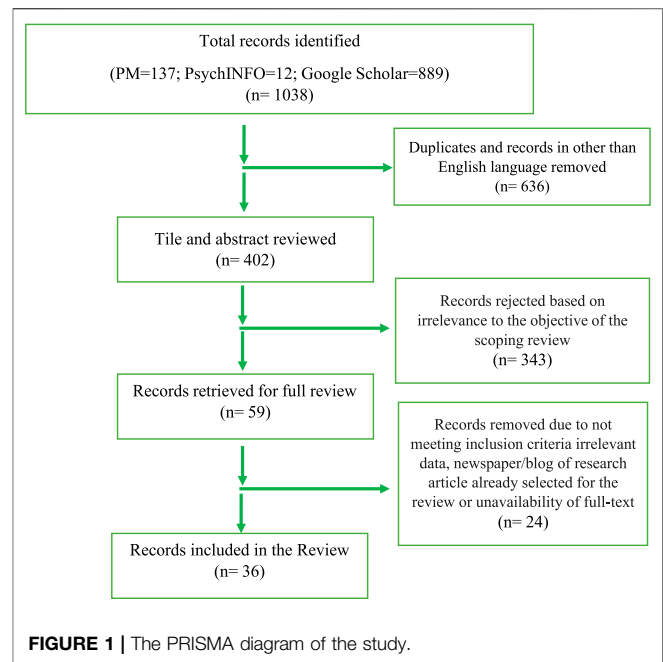 Total records identified
(PM=137; PsychINFO=12; Google Scholar=889)
(n= 1038)
Duplicates and records in other than
English language removed
(n= 636)
Tile and abstract reviewed
(n= 402)
Records rejected based on
irrelevance to the objective of the
scoping review
(n= 343)
Records retrieved for full review
(n= 59)
Records removed due to not
meeting inclusion criteria irrelevant
data, newspaper/blog of research
article already selected for the
review or unavailability of full-text
(n= 24)
Records included in the Review
(n= 36)
FIGURE 1 | The PRISMA diagram of the study.